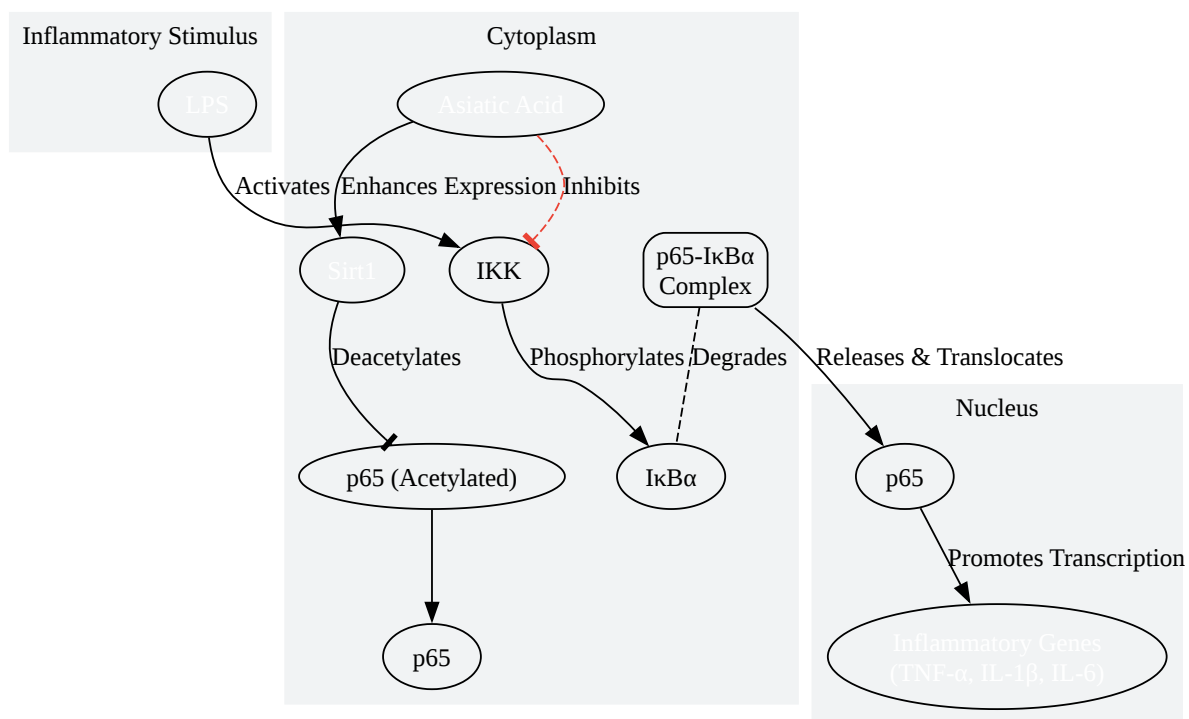 Inflammatory Stimulus
Cytoplasm
LPS
Asiatic Acid
Activates
Enhances Expression
Inhibits
Sirt1
IKK
p65-IκBα
Complex
Deacetylates
Phosphorylates
Degrades
Releases & Translocates
Nucleus
p65 (Acetylated)
IκBα
p65
Promotes Transcription
p65
Inflammatory Genes
(TNF-α, IL-1β, IL-6)